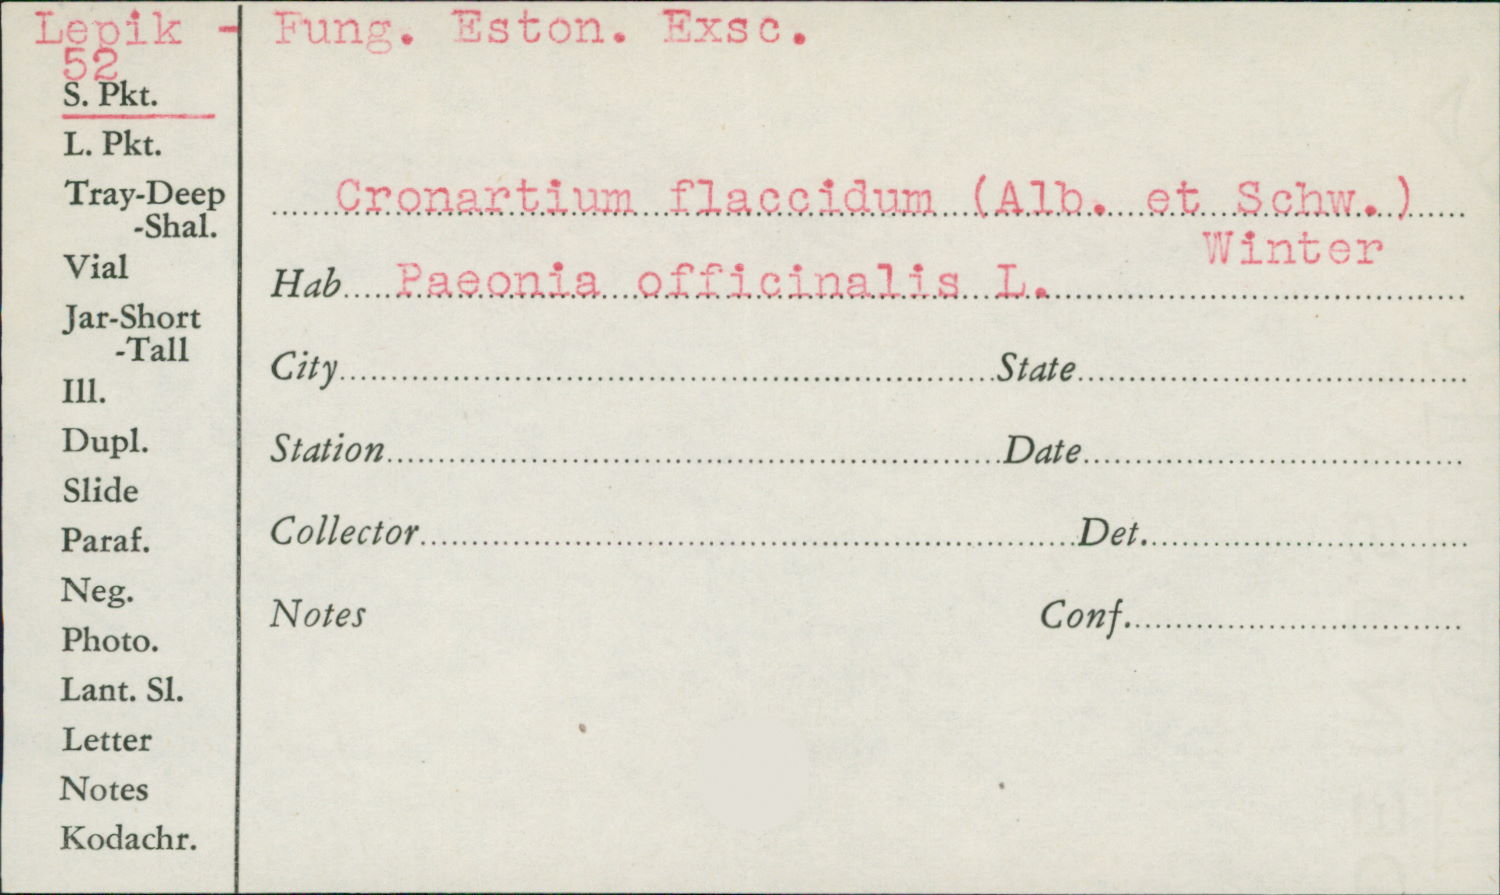 Lepik - Fung. Eston. Exsc.
52
S. Pkt.
L. Pkt.
Tray-Deep
-Shal.
Vial
Jar-Short
-Tall
Ill.
Dupl.
Slide
Paraf.
Neg.
Photo.
Lant. Sl.
Letter
Notes
Kodachr.
Cronartium flaccidum (Alb. et Schw.)
Winter
Hab Paeonia officinalis L.
City State
Station Date
Collector Det.
Notes Conf.